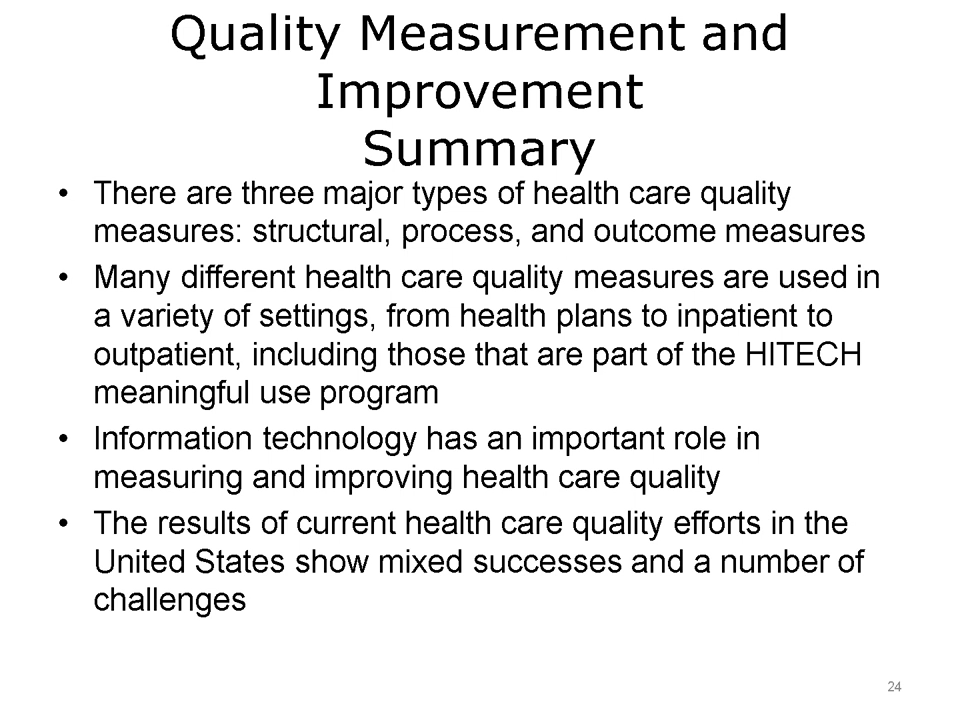 Quality Measurement and
Improvement
Summary
• There are three major types of health care quality
measures: structural, process, and outcome measures
• Many different health care quality measures are used in
a variety of settings, from health plans to inpatient to
outpatient, including those that are part of the HITECH
meaningful use program
• Information technology has an important role in
measuring and improving health care quality
• The results of current health care quality efforts in the
United States show mixed successes and a number of
challenges
24